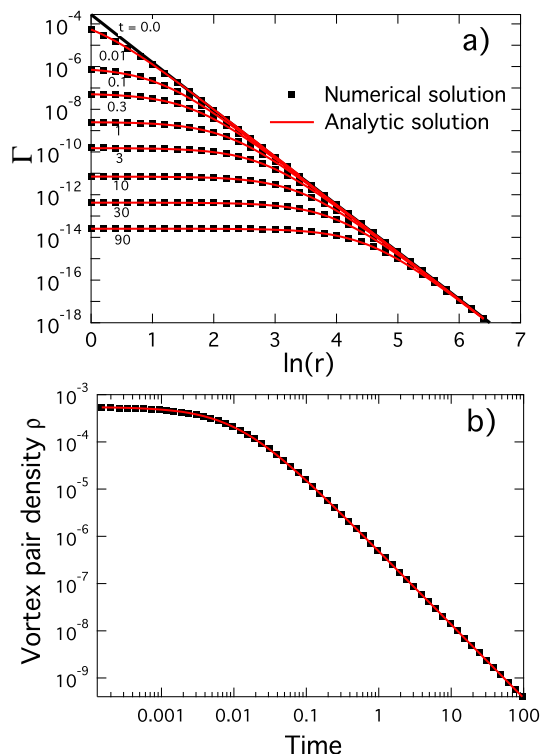 10⁻⁴
10⁻⁶
10⁻⁸
10⁻¹⁰
10⁻¹²
10⁻¹⁴
10⁻¹⁶
10⁻¹⁸
Γ
t = 0.0
0.01
0.1
0.3
1
3
10
30
90
a)
Numerical solution
Analytic solution
0 1 2 3 4 5 6 7
ln(r)
10⁻³
10⁻⁴
10⁻⁵
10⁻⁶
10⁻⁷
10⁻⁸
10⁻⁹
Vortex pair density ρ
b)
0.001 0.01 0.1 1 10 100
Time